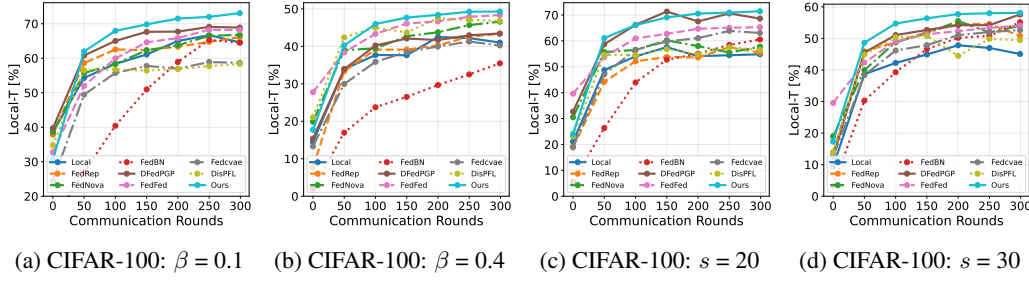 Local-T [%]
70
60
50
40
30
20
0 50 100 150 200 250 300
Communication Rounds
Local FedBN Fedcvae
FedRep DFedPGP DisPFL
FedNova FedFed Ours
(a) CIFAR-100: β = 0.1
Local-T [%]
50
40
30
20
10
0
0 50 100 150 200 250 300
Communication Rounds
Local FedBN Fedcvae
FedRep DFedPGP DisPFL
FedNova FedFed Ours
(b) CIFAR-100: β = 0.4
Local-T [%]
70
60
50
40
30
20
10
0
0 50 100 150 200 250 300
Communication Rounds
Local FedBN Fedcvae
FedRep DFedPGP DisPFL
FedNova FedFed Ours
(c) CIFAR-100: s = 20
Local-T [%]
60
50
40
30
20
10
0
0 50 100 150 200 250 300
Communication Rounds
Local FedBN Fedcvae
FedRep DFedPGP DisPFL
FedNova FedFed Ours
(d) CIFAR-100: s = 30